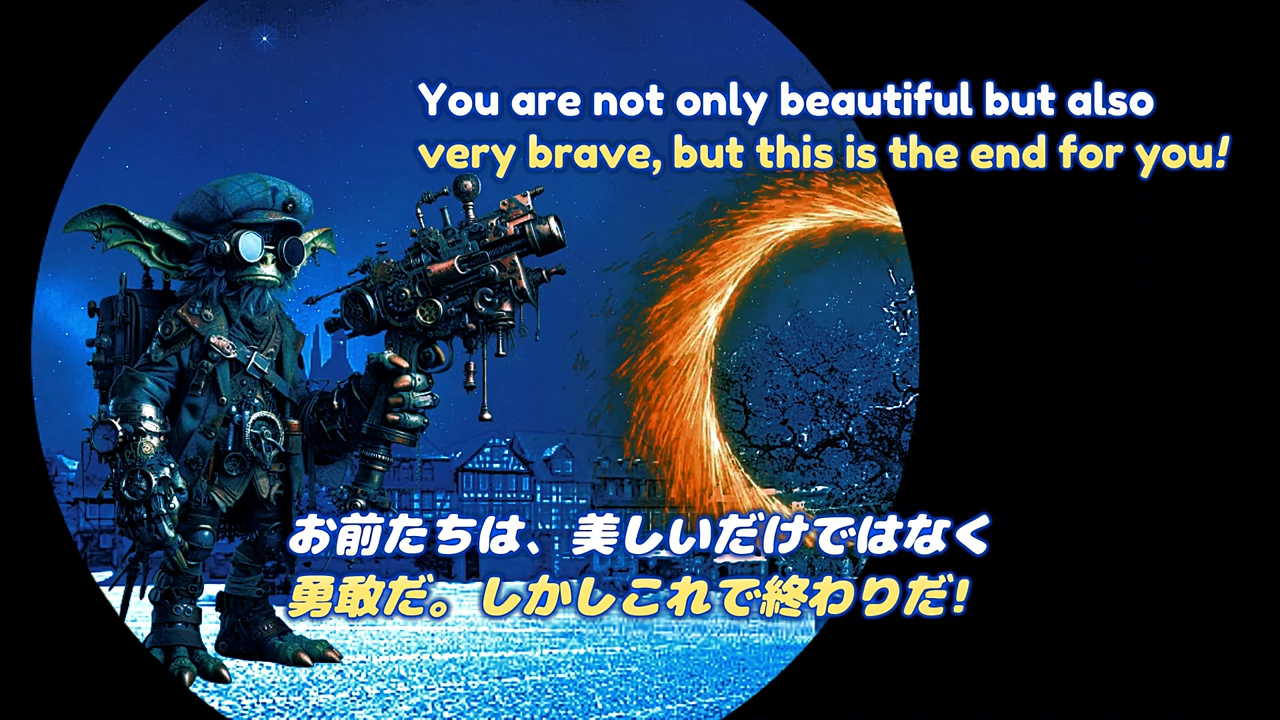 You are not only beautiful but also
very brave, but this is the end for you!
お前たちは、美しいだけではなく
勇敢だ。しかしこれで終わりだ!